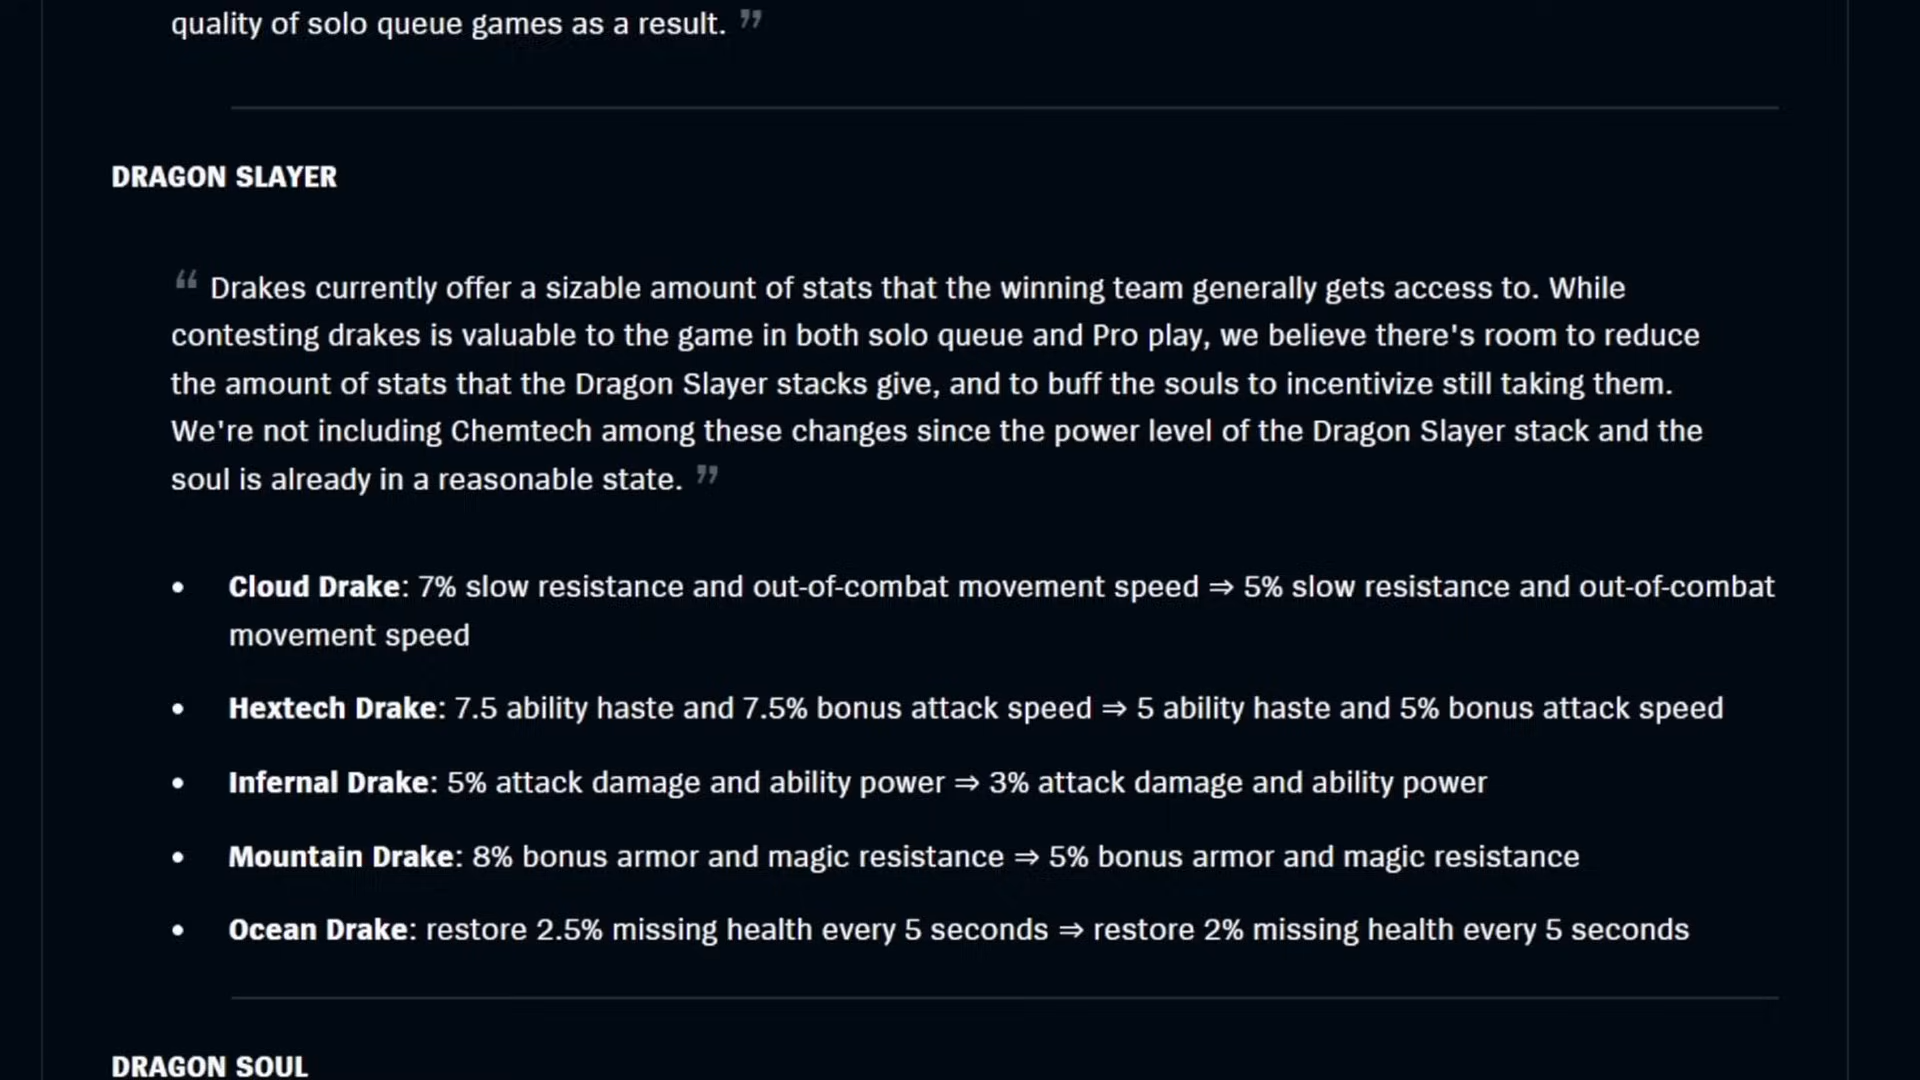 quality of solo queue games as a result. ”
DRAGON SLAYER
“ Drakes currently offer a sizable amount of stats that the winning team generally gets access to. While
contesting drakes is valuable to the game in both solo queue and Pro play, we believe there's room to reduce
the amount of stats that the Dragon Slayer stacks give, and to buff the souls to incentivize still taking them.
We're not including Chemtech among these changes since the power level of the Dragon Slayer stack and the
soul is already in a reasonable state. ”
• Cloud Drake: 7% slow resistance and out-of-combat movement speed ⇒ 5% slow resistance and out-of-combat
movement speed
• Hextech Drake: 7.5 ability haste and 7.5% bonus attack speed ⇒ 5 ability haste and 5% bonus attack speed
• Infernal Drake: 5% attack damage and ability power ⇒ 3% attack damage and ability power
• Mountain Drake: 8% bonus armor and magic resistance ⇒ 5% bonus armor and magic resistance
• Ocean Drake: restore 2.5% missing health every 5 seconds ⇒ restore 2% missing health every 5 seconds
DRAGON SOUL